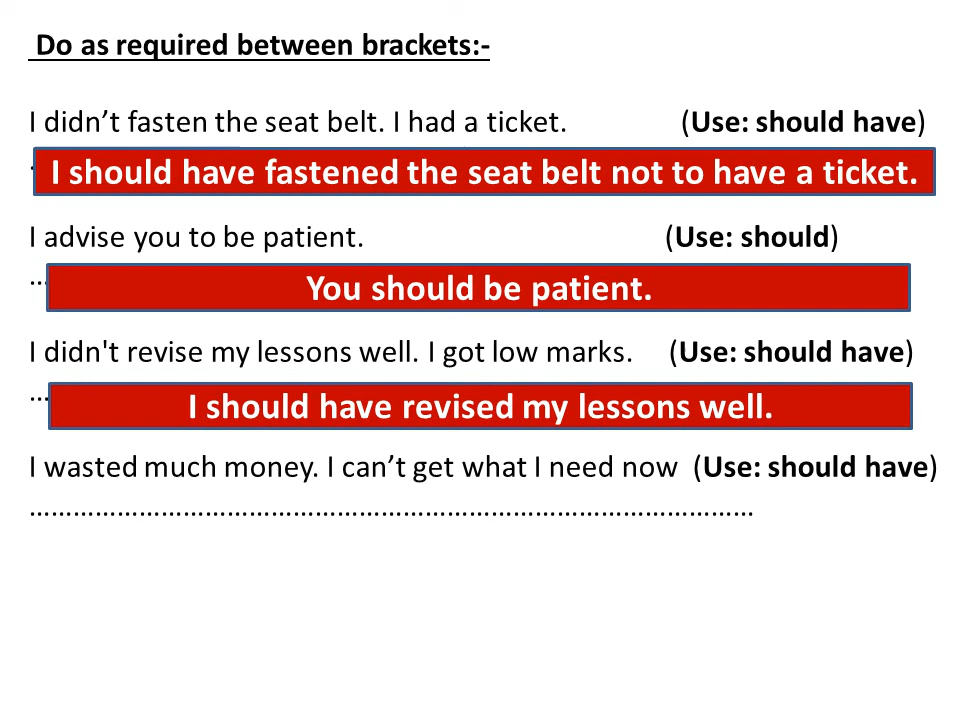 Do as required between brackets:-
I didn’t fasten the seat belt. I had a ticket. (Use: should have)
I should have fastened the seat belt not to have a ticket.
I advise you to be patient. (Use: should)
...
You should be patient.
I didn't revise my lessons well. I got low marks. (Use: should have)
...
I should have revised my lessons well.
I wasted much money. I can’t get what I need now (Use: should have)
………………………………………………………………………………………